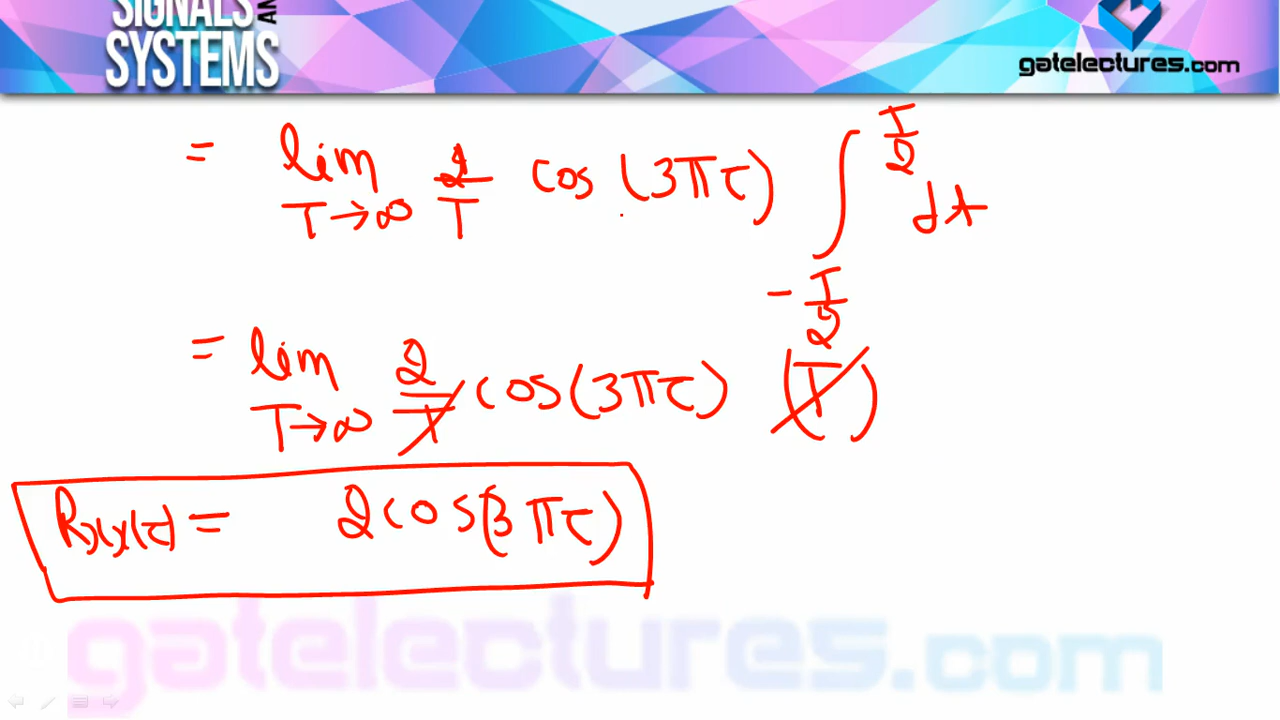 SIGNALS AND
SYSTEMS
gatelectures.com
= lim T→∞ 2/T cos(3πτ) ∫_{-T/2}^{T/2} dt
= lim T→∞ 2/T cos(3πτ) (T)
Rxx(τ) = 2cos(3πτ)
gatelectures.com